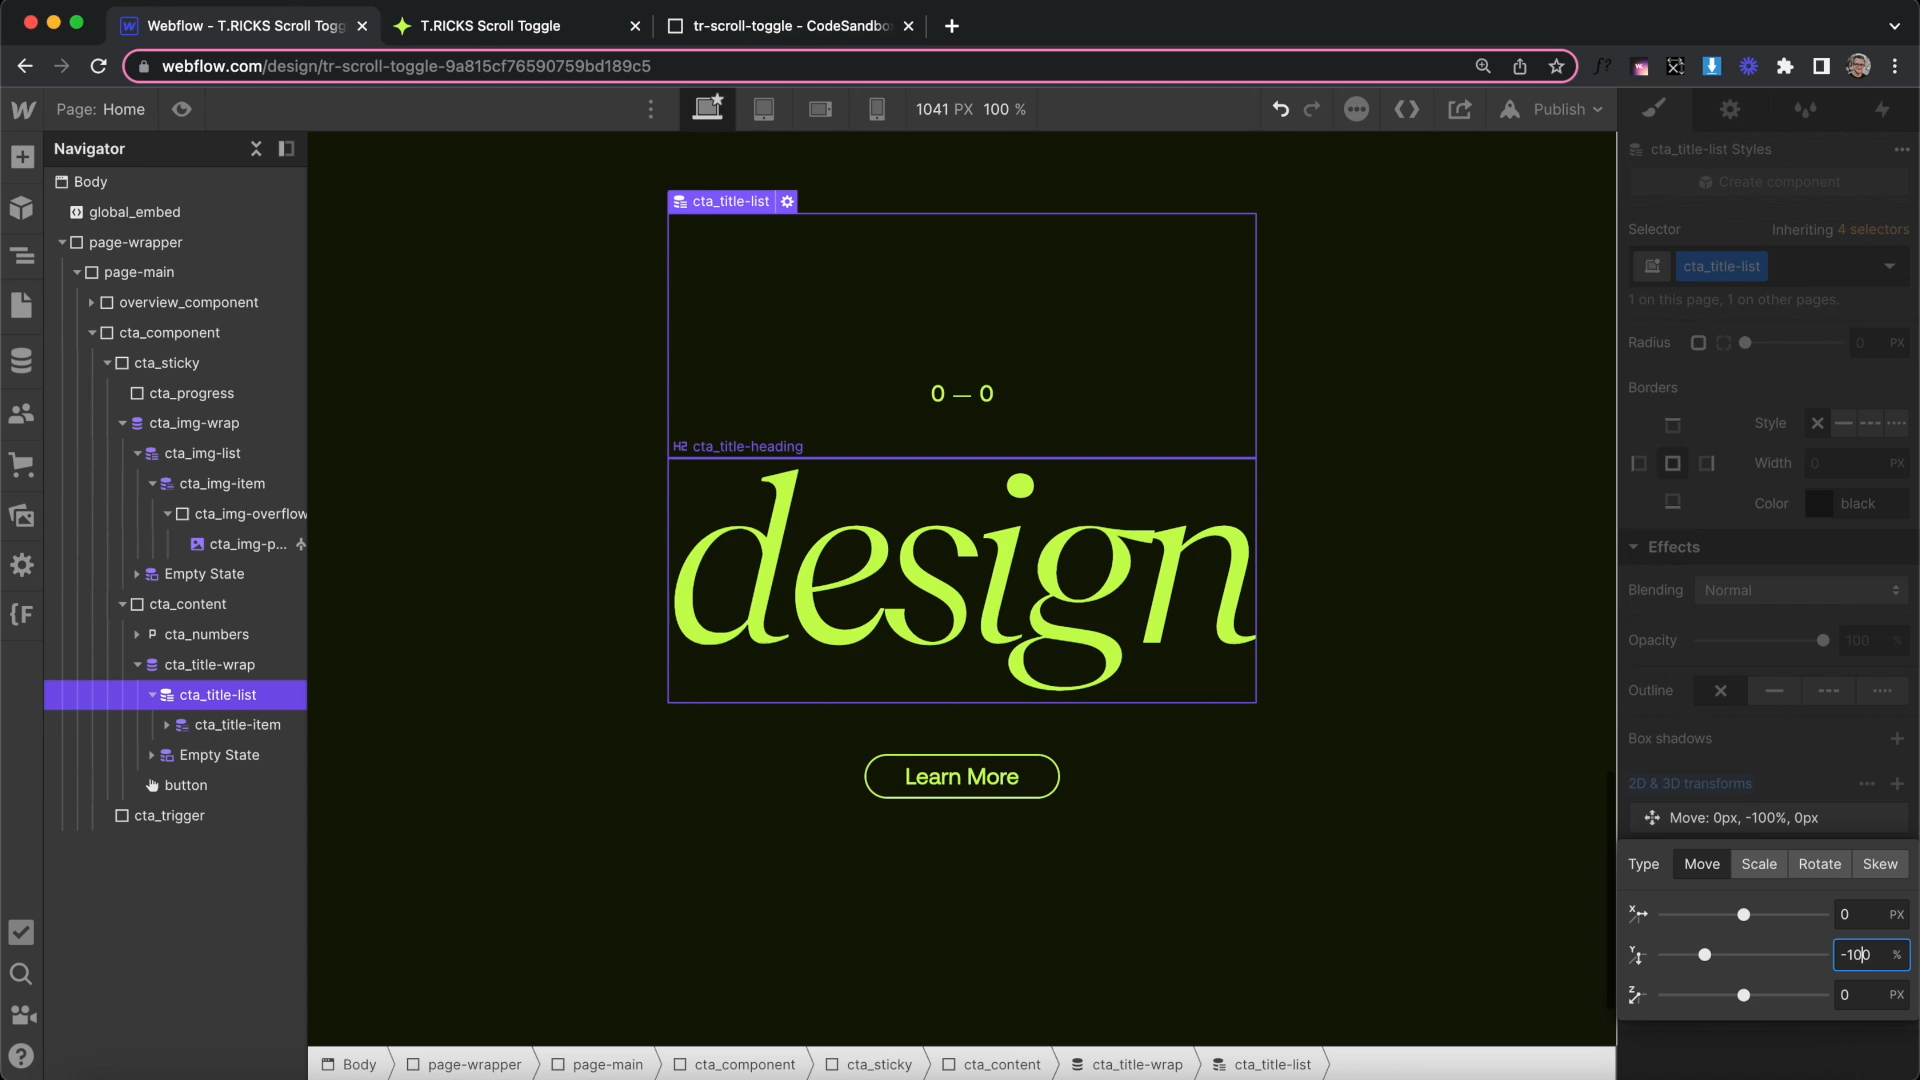 Webflow - T.RICKS Scroll Togg
T.RICKS Scroll Toggle
tr-scroll-toggle - CodeSandbo
webflow.com/design/tr-scroll-toggle-9a815cf76590759bd189c5
Page: Home
1041 PX 100 %
Publish
Navigator
Body
global_embed
page-wrapper
page-main
overview_component
cta_component
cta_sticky
cta_progress
cta_img-wrap
cta_img-list
cta_img-item
cta_img-overflow
cta_img-p...
Empty State
cta_content
cta_numbers
cta_title-wrap
cta_title-list
cta_title-item
Empty State
button
cta_trigger
cta_title-list
0 — 0
H2 cta_title-heading
design
Learn More
cta_title-list Styles
Create component
Selector
Inheriting 4 selectors
cta_title-list
1 on this page, 1 on other pages.
Radius
0 PX
Borders
Style
Width
0 PX
Color
black
Effects
Blending
Normal
Opacity
100 %
Outline
Box shadows
2D & 3D transforms
Move: 0px, -100%, 0px
Type
Move
Scale
Rotate
Skew
X
0 PX
Y
-100 %
Z
0 PX
Body
page-wrapper
page-main
cta_component
cta_sticky
cta_content
cta_title-wrap
cta_title-list